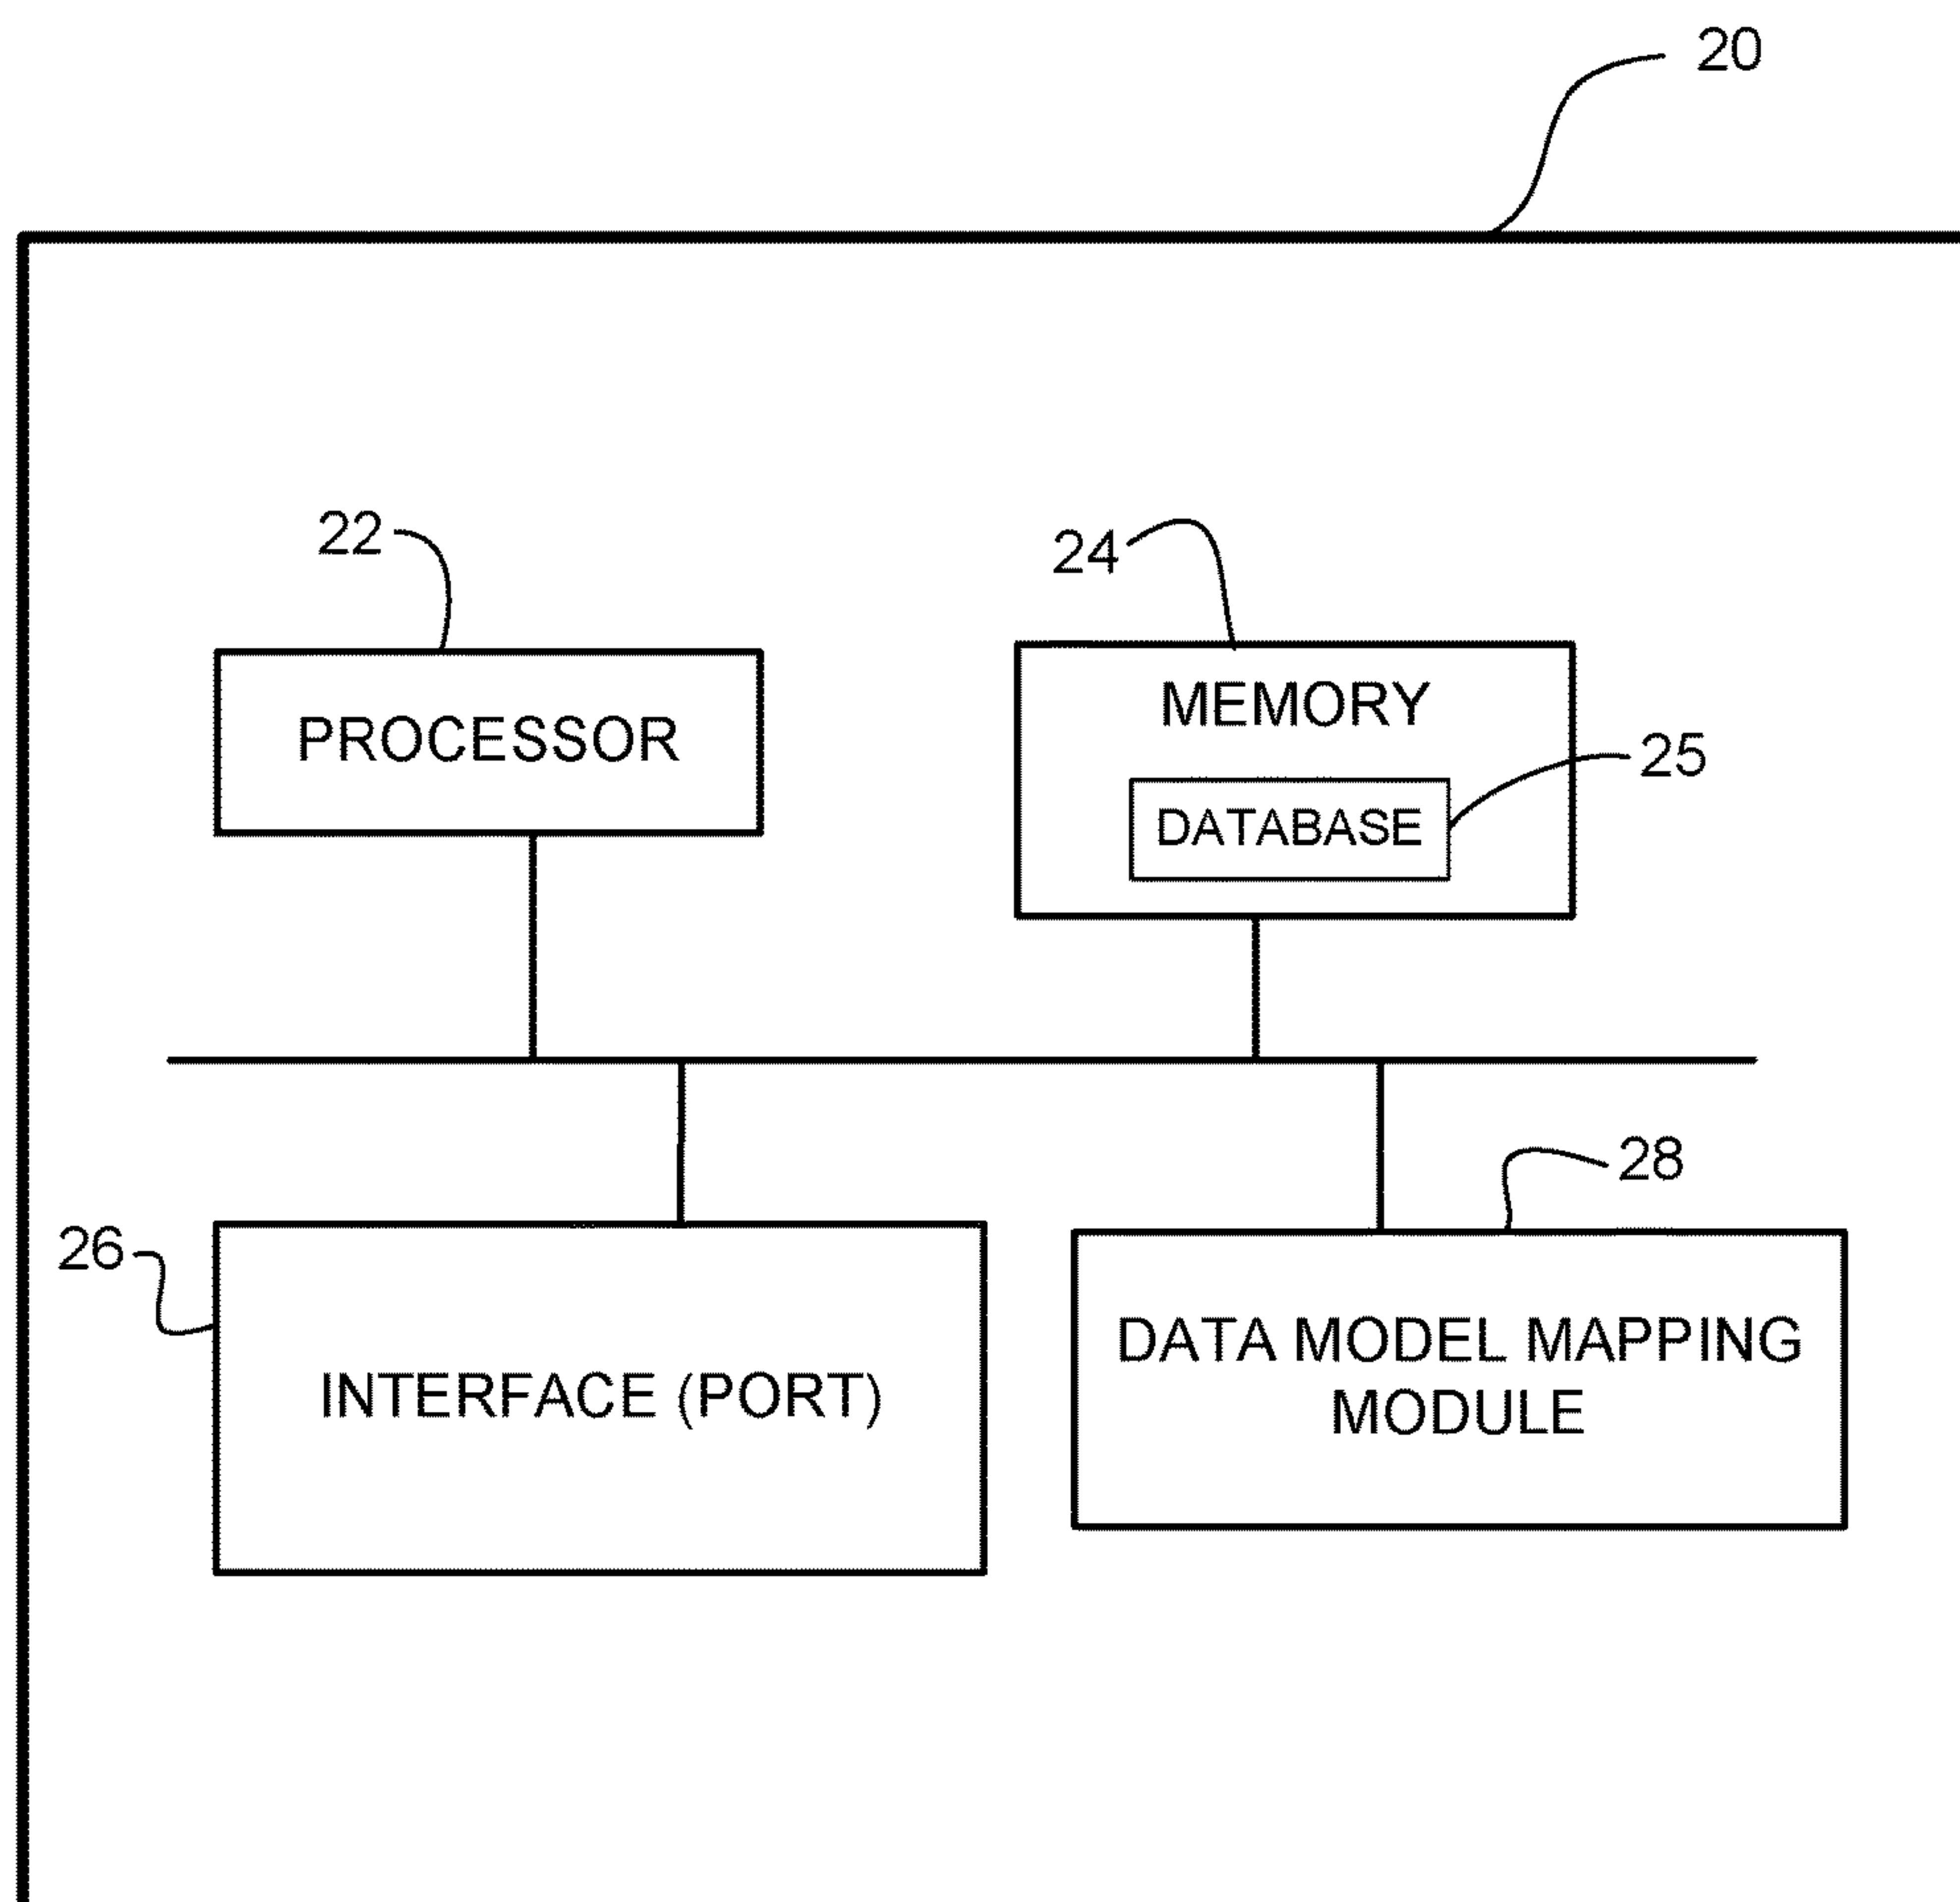 20
22
24
PROCESSOR
MEMORY
25
DATABASE
28
26
DATA MODEL MAPPING
INTERFACE (PORT)
MODULE